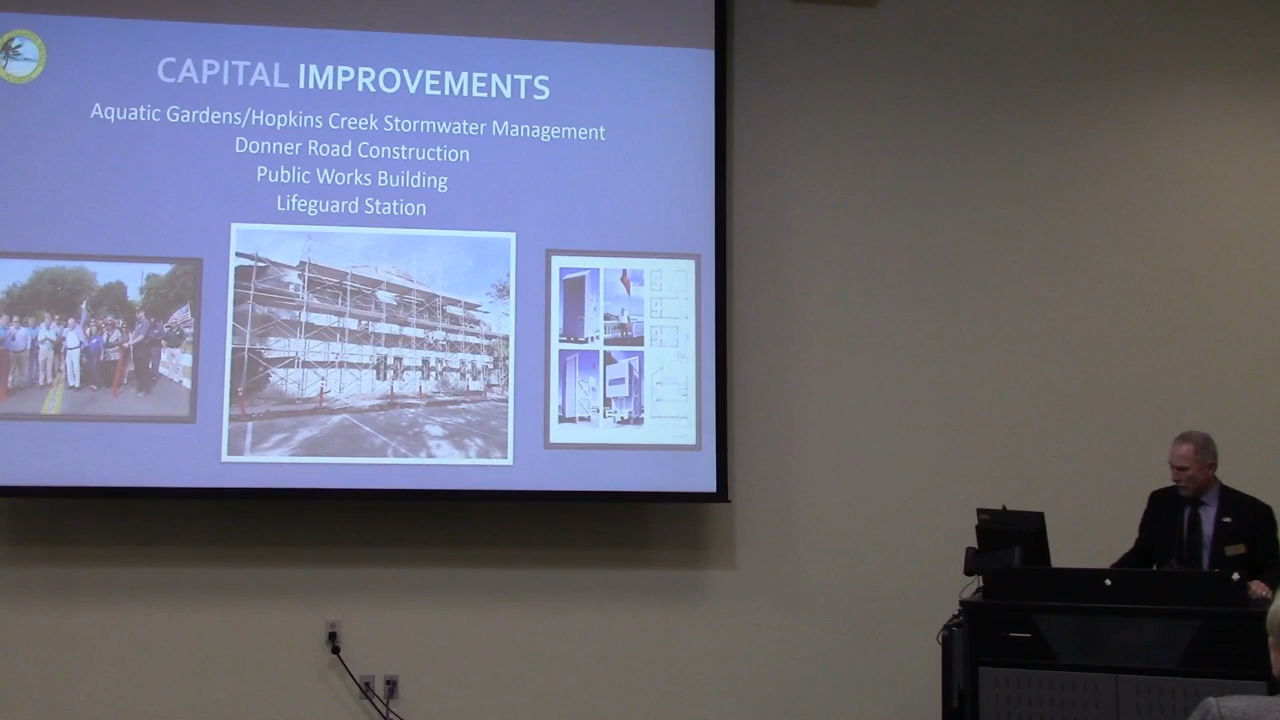 CAPITAL IMPROVEMENTS
Aquatic Gardens/Hopkins Creek Stormwater Management
Donner Road Construction
Public Works Building
Lifeguard Station